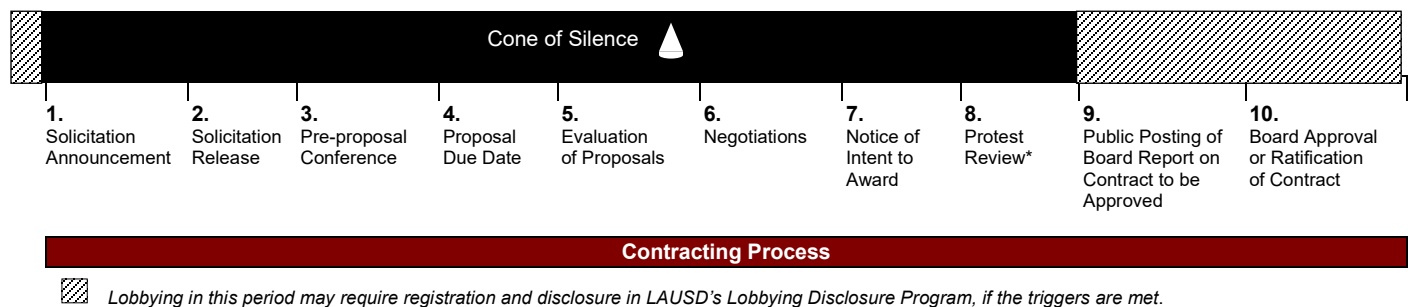 Cone of Silence
1.
Solicitation
Announcement
2.
Solicitation
Release
3.
Pre-proposal
Conference
4.
Proposal
Due Date
5.
Evaluation
of Proposals
6.
Negotiations
7.
Notice of
Intent to
Award
8.
Protest
Review*
9.
Public Posting of
Board Report on
Contract to be
Approved
10.
Board Approval
or Ratification
of Contract
Contracting Process
Lobbying in this period may require registration and disclosure in LAUSD’s Lobbying Disclosure Program, if the triggers are met.